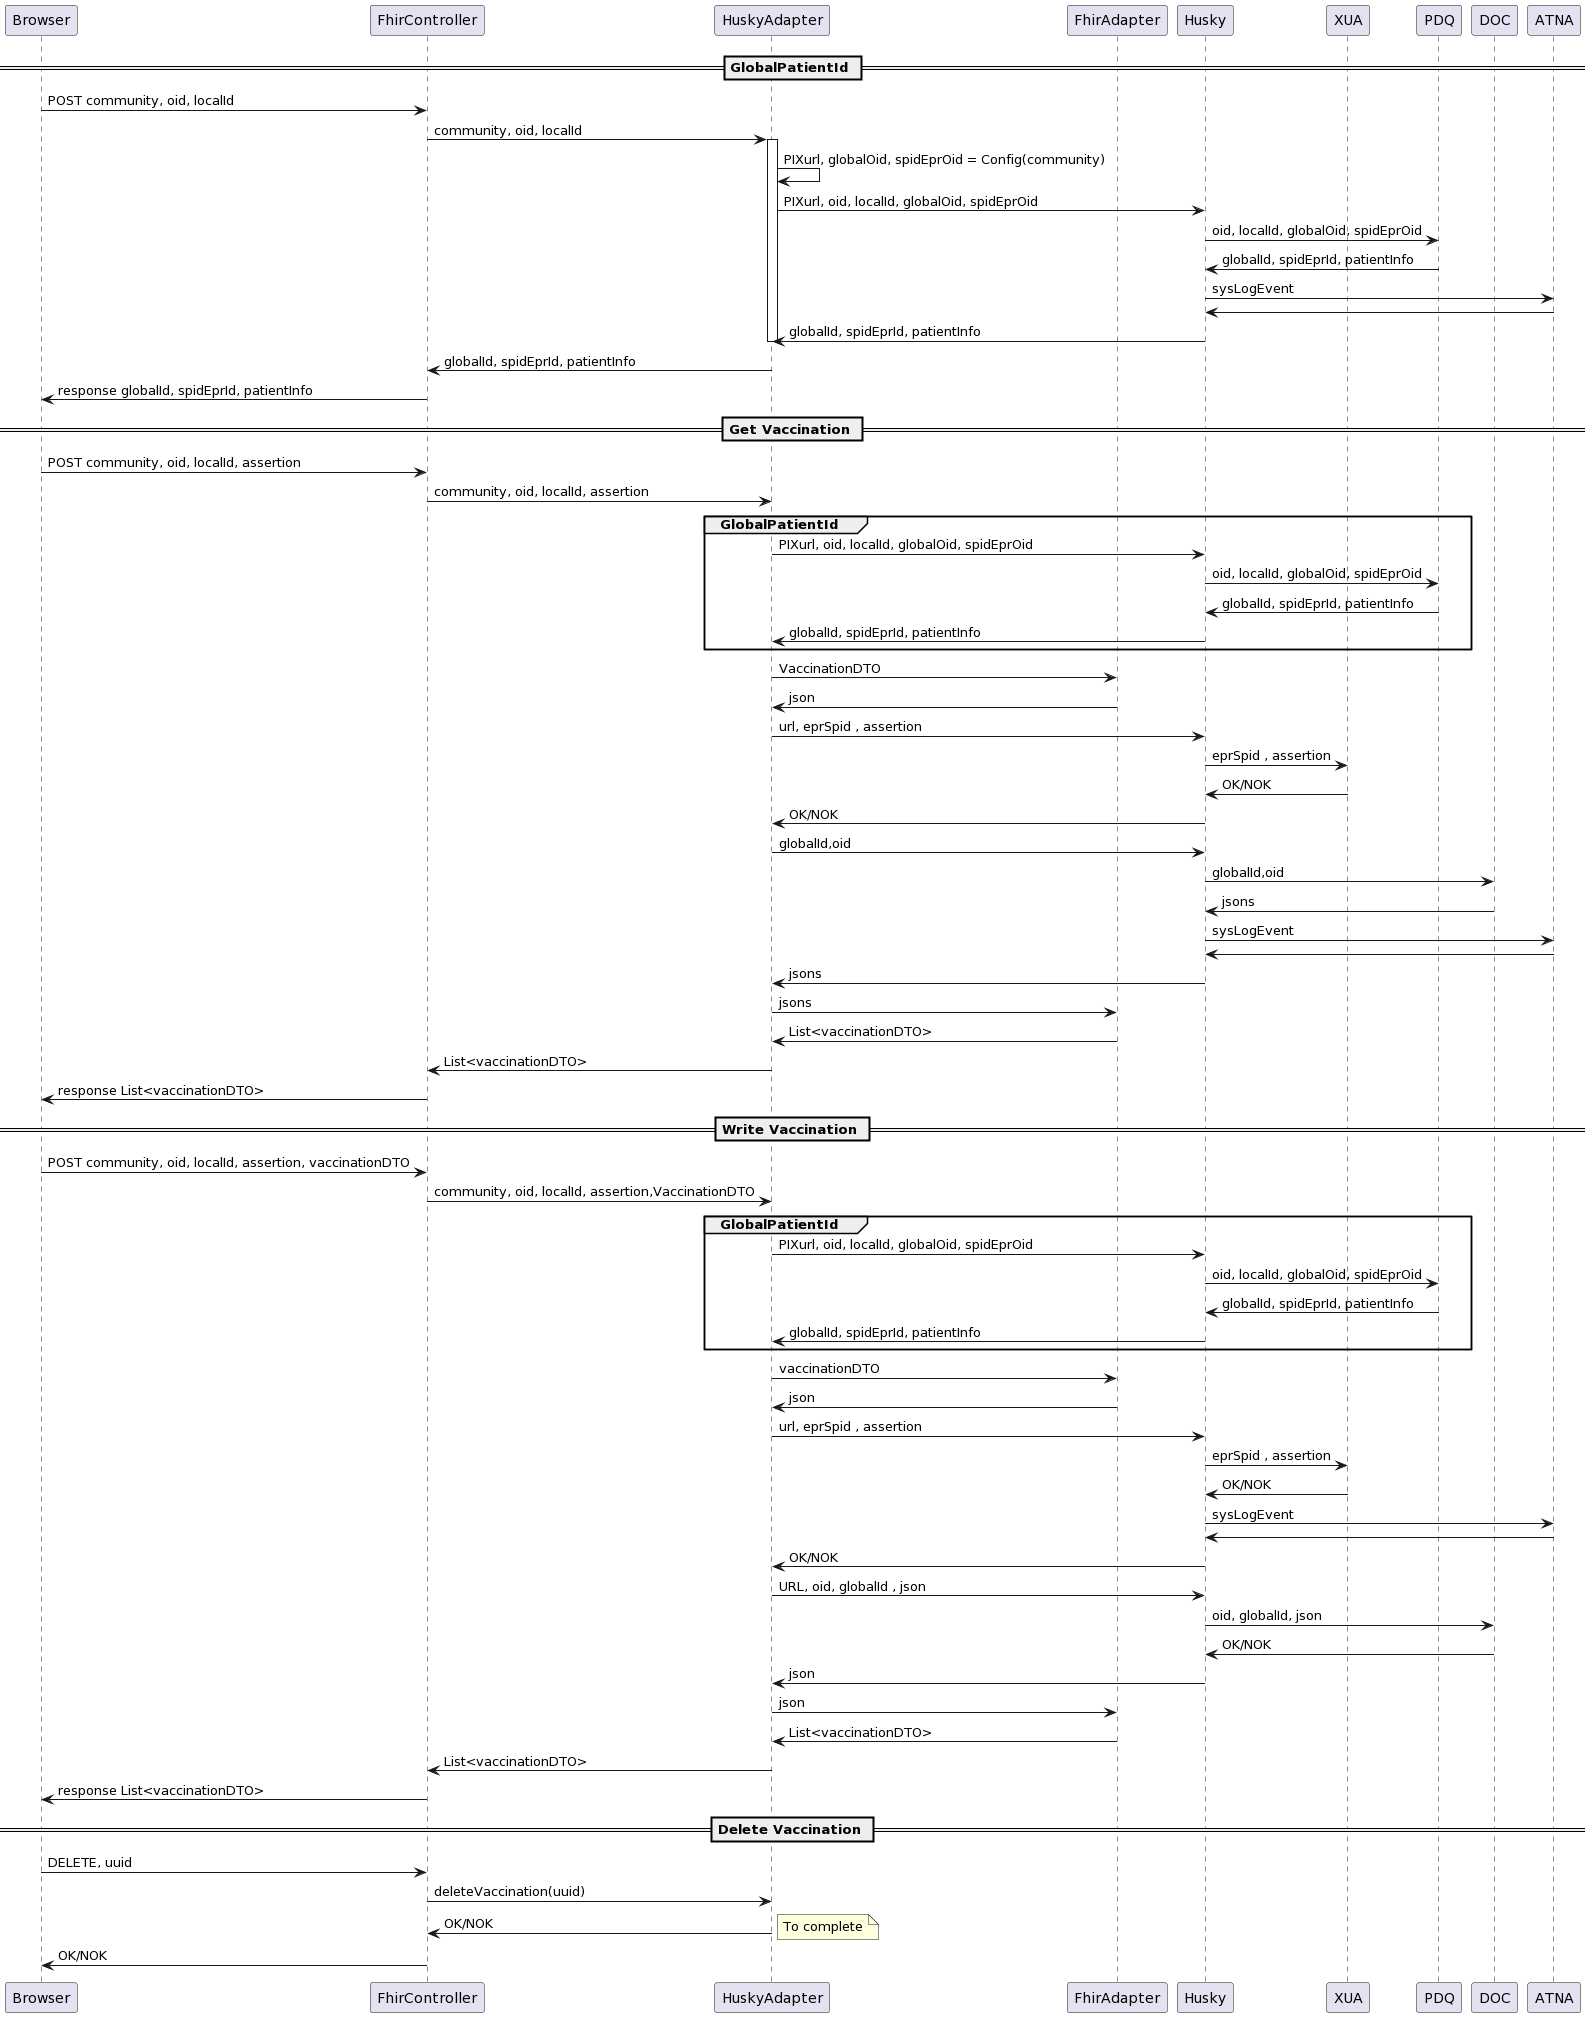 Browser FhirController HuskyAdapter FhirAdapter Husky XUA PDQ DOC ATNA
GlobalPatientId
POST community, oid, localId
community, oid, localId
PIXurl, globalOid, spidEprOid = Config(community)
PIXurl, oid, localId, globalOid, spidEprOid
oid, localId, globalOid, spidEprOid
globalId, spidEprId, patientInfo
sysLogEvent
globalId, spidEprId, patientInfo
globalId, spidEprId, patientInfo
response globalId, spidEprId, patientInfo
Get Vaccination
POST community, oid, localId, assertion
community, oid, localId, assertion
GlobalPatientId
PIXurl, oid, localId, globalOid, spidEprOid
oid, localId, globalOid, spidEprOid
globalId, spidEprId, patientInfo
globalId, spidEprId, patientInfo
VaccinationDTO
json
url, eprSpid , assertion
eprSpid , assertion
OK/NOK
OK/NOK
globalId,oid
globalId,oid
jsons
sysLogEvent
jsons
jsons
List<vaccinationDTO>
List<vaccinationDTO>
response List<vaccinationDTO>
Write Vaccination
POST community, oid, localId, assertion, vaccinationDTO
community, oid, localId, assertion,VaccinationDTO
GlobalPatientId
PIXurl, oid, localId, globalOid, spidEprOid
oid, localId, globalOid, spidEprOid
globalId, spidEprId, patientInfo
globalId, spidEprId, patientInfo
vaccinationDTO
json
url, eprSpid , assertion
eprSpid , assertion
OK/NOK
sysLogEvent
OK/NOK
URL, oid, globalId , json
oid, globalId, json
OK/NOK
json
json
List<vaccinationDTO>
List<vaccinationDTO>
response List<vaccinationDTO>
Delete Vaccination
DELETE, uuid
deleteVaccination(uuid)
OK/NOK To complete
OK/NOK
Browser FhirController HuskyAdapter FhirAdapter Husky XUA PDQ DOC ATNA